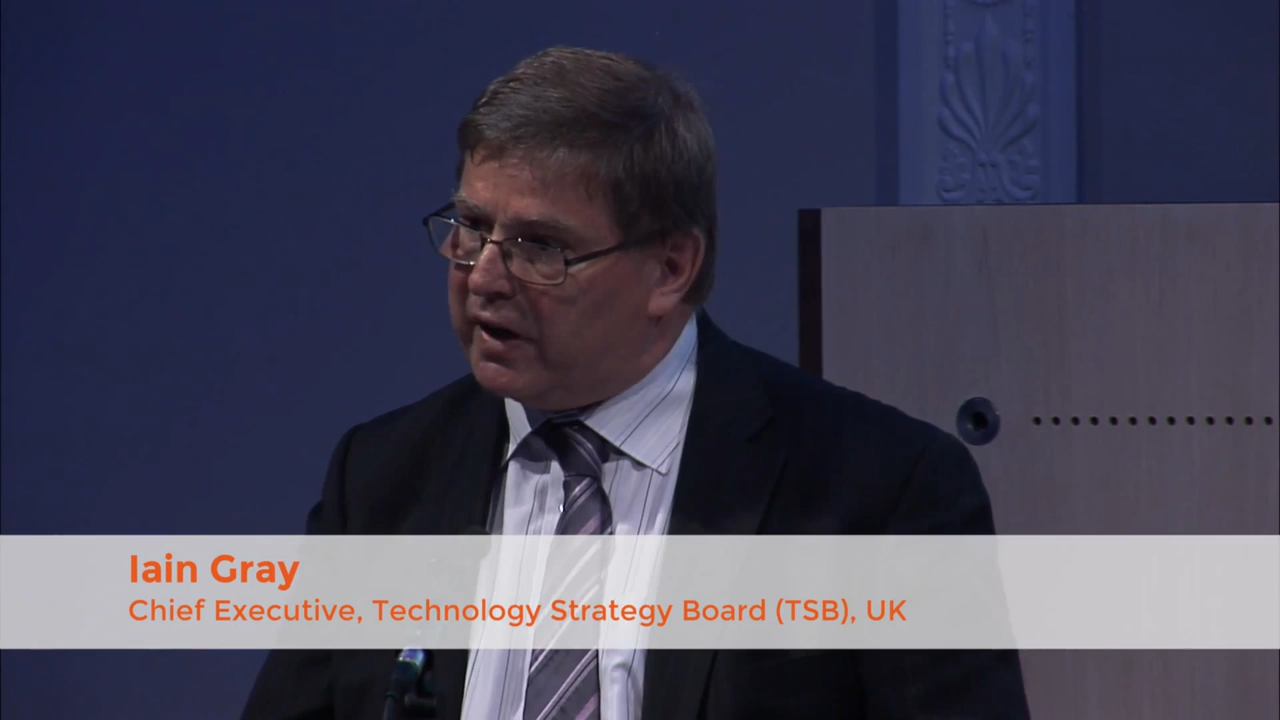 Iain Gray
Chief Executive, Technology Strategy Board (TSB), UK